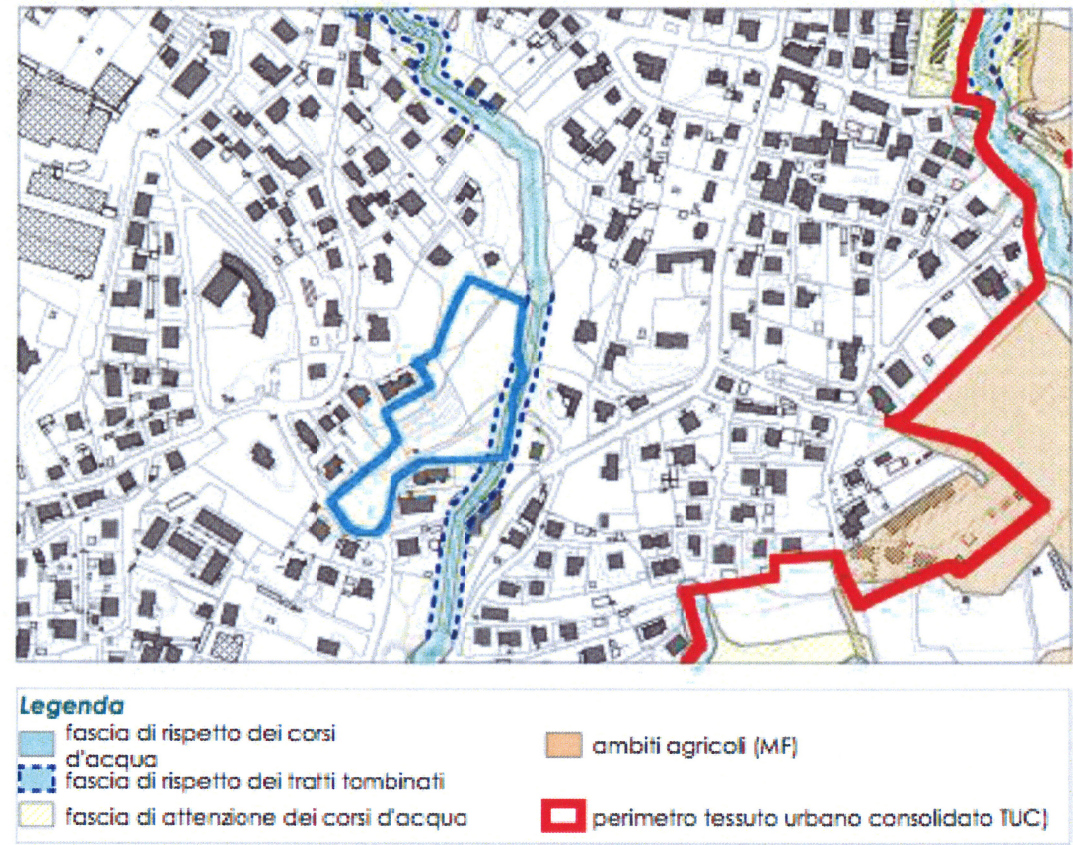 Legenda
fascia di rispetto dei corsi
d'acqua
fascia di rispetto dei tratti tombinati
fascia di attenzione dei corsi d'acqua
ambiti agricoli (MF)
perimetro tessuto urbano consolidato TUC)